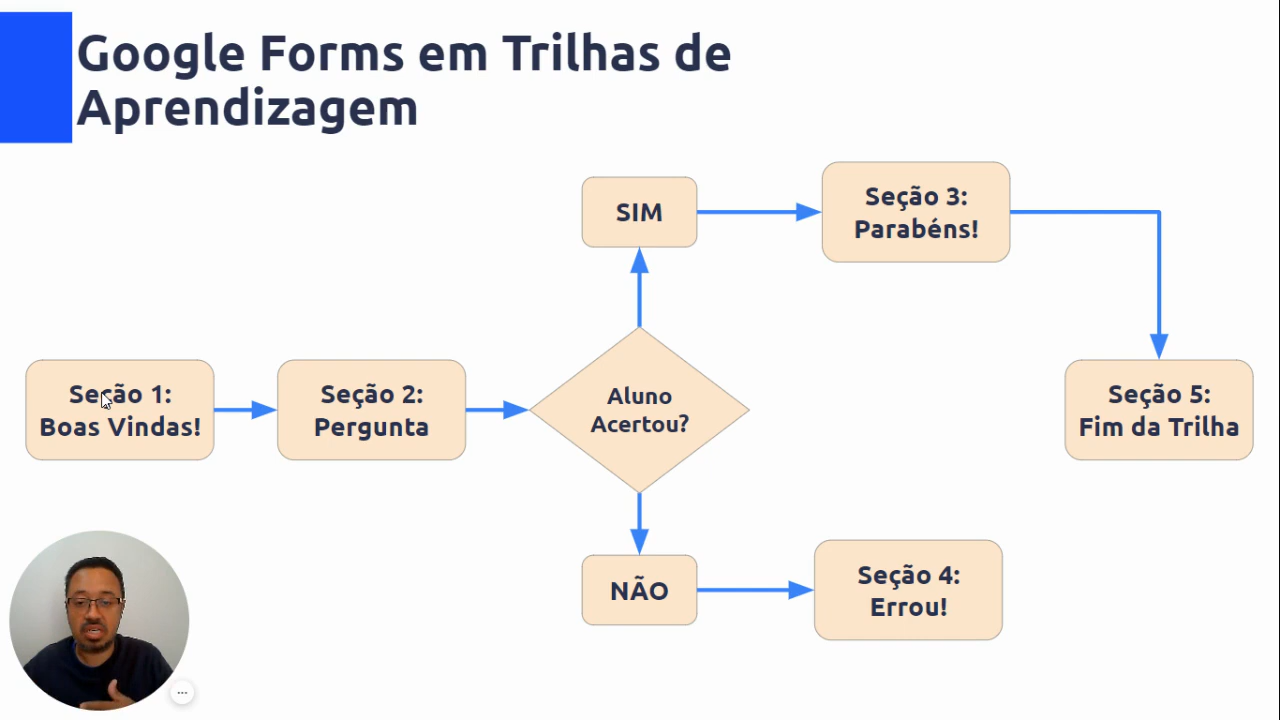 Google Forms em Trilhas de
Aprendizagem
SIM
Seção 3:
Parabéns!
Seção 1:
Boas Vindas!
Seção 2:
Pergunta
Aluno
Acertou?
Seção 5:
Fim da Trilha
NÃO
Seção 4:
Errou!